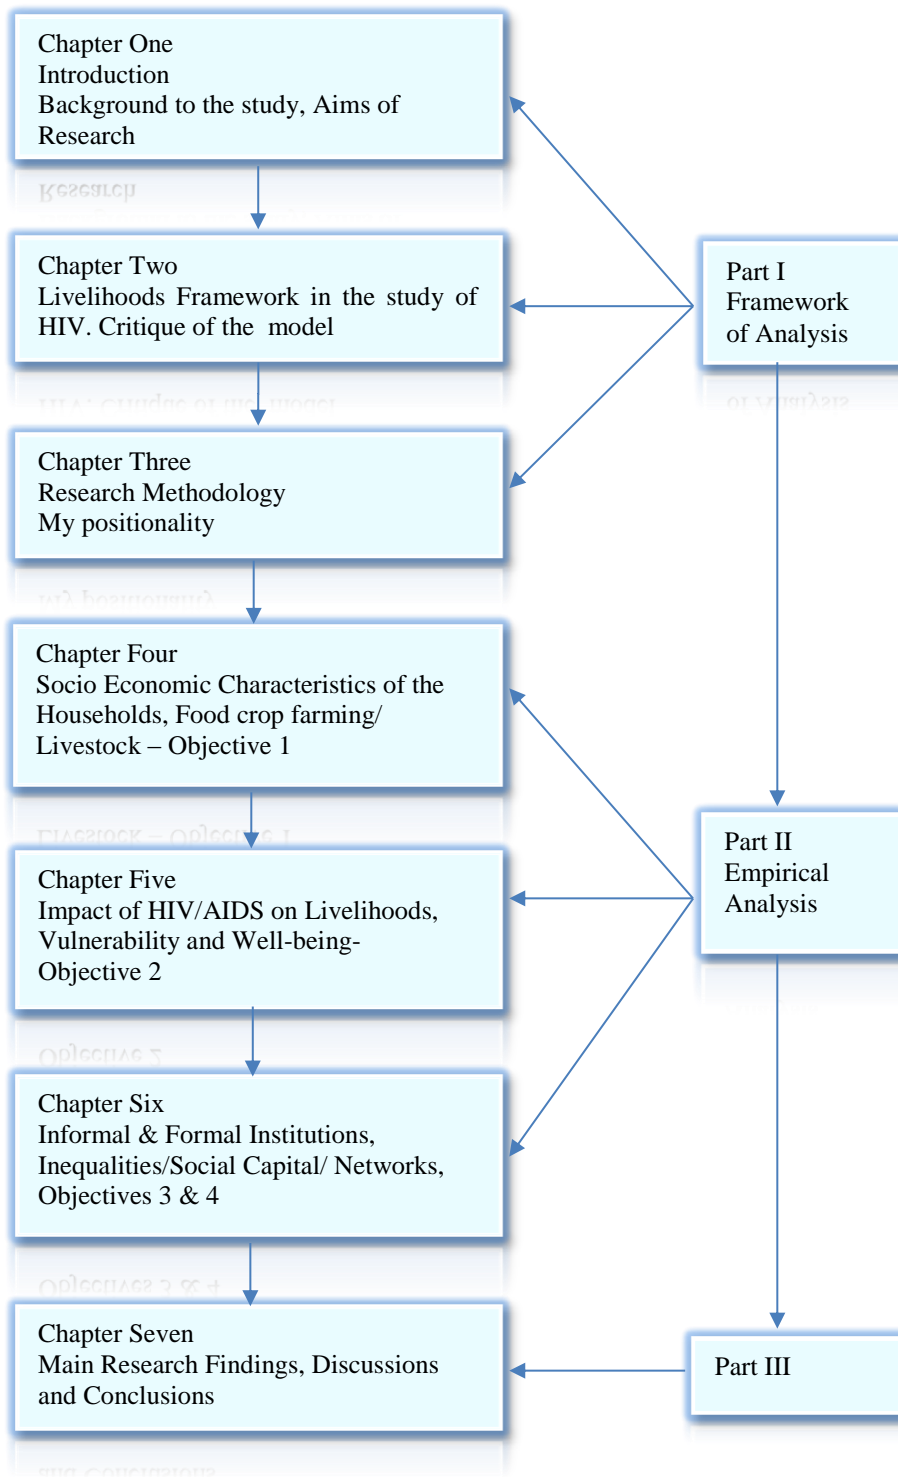 Chapter One
Introduction
Background to the study, Aims of
Research
Chapter Two
Livelihoods Framework in the study of
HIV. Critique of the model
Part I
Framework
of Analysis
Chapter Three
Research Methodology
My positionality
Chapter Four
Socio Economic Characteristics of the
Households, Food crop farming/
Livestock – Objective 1
Chapter Five
Impact of HIV/AIDS on Livelihoods,
Vulnerability and Well-being-
Objective 2
Part II
Empirical
Analysis
Chapter Six
Informal & Formal Institutions,
Inequalities/Social Capital/ Networks,
Objectives 3 & 4
Chapter Seven
Main Research Findings, Discussions
and Conclusions
Part III